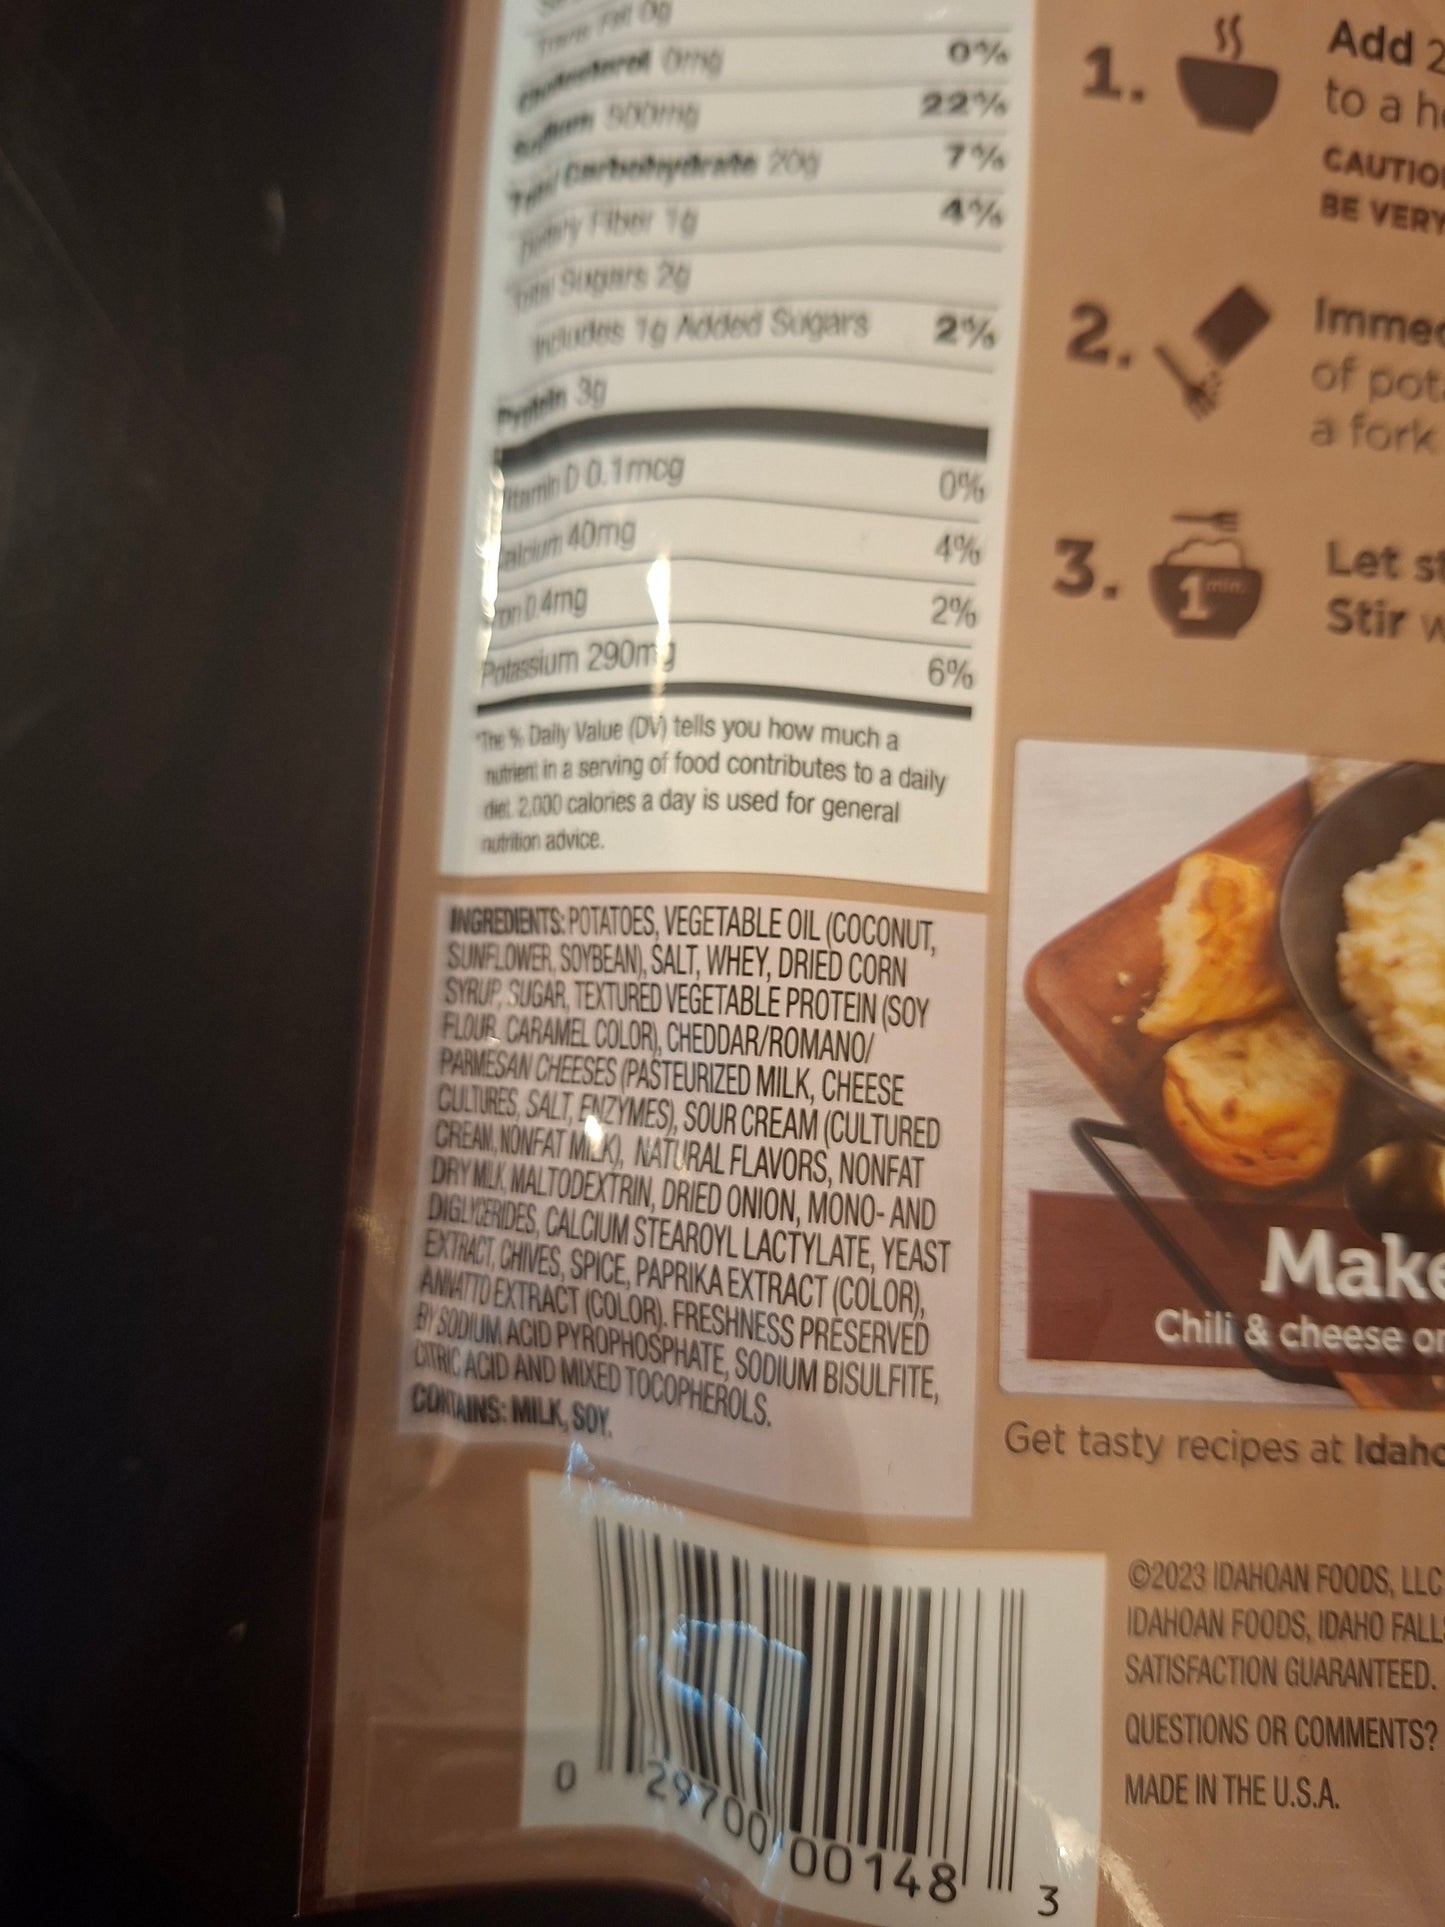 Trans Fat 0g
Cholesterol 0mg 0%
Sodium 500mg 22%
Total Carbohydrate 20g 7%
Dietary Fiber 1g 4%
Total Sugars 2g
Includes 1g Added Sugars 2%
Protein 3g
Vitamin D 0.1mcg 0%
Calcium 40mg 4%
Iron 0.4mg 2%
Potassium 290mg 6%
*The % Daily Value (DV) tells you how much a
nutrient in a serving of food contributes to a daily
diet. 2,000 calories a day is used for general
nutrition advice.
INGREDIENTS: POTATOES, VEGETABLE OIL (COCONUT,
SUNFLOWER, SOYBEAN), SALT, WHEY, DRIED CORN
SYRUP, SUGAR, TEXTURED VEGETABLE PROTEIN (SOY
FLOUR, CARAMEL COLOR), CHEDDAR/ROMANO/
PARMESAN CHEESES (PASTEURIZED MILK, CHEESE
CULTURES, SALT, ENZYMES), SOUR CREAM (CULTURED
CREAM, NONFAT MILK), NATURAL FLAVORS, NONFAT
DRY MILK, MALTODEXTRIN, DRIED ONION, MONO- AND
DIGLYCERIDES, CALCIUM STEAROYL LACTYLATE, YEAST
EXTRACT, CHIVES, SPICE, PAPRIKA EXTRACT (COLOR),
ANNATTO EXTRACT (COLOR). FRESHNESS PRESERVED
BY SODIUM ACID PYROPHOSPHATE, SODIUM BISULFITE,
CITRIC ACID AND MIXED TOCOPHEROLS.
CONTAINS: MILK, SOY.
0 29700 00148 3
1. Add 2
to a h
CAUTIO
BE VERY
2. Immed
of pot
a fork
3. 1 min. Let s
Stir w
Make
Chili & cheese or
Get tasty recipes at Idaho
©2023 IDAHOAN FOODS, LLC
IDAHOAN FOODS, IDAHO FALL
SATISFACTION GUARANTEED.
QUESTIONS OR COMMENTS?
MADE IN THE U.S.A.